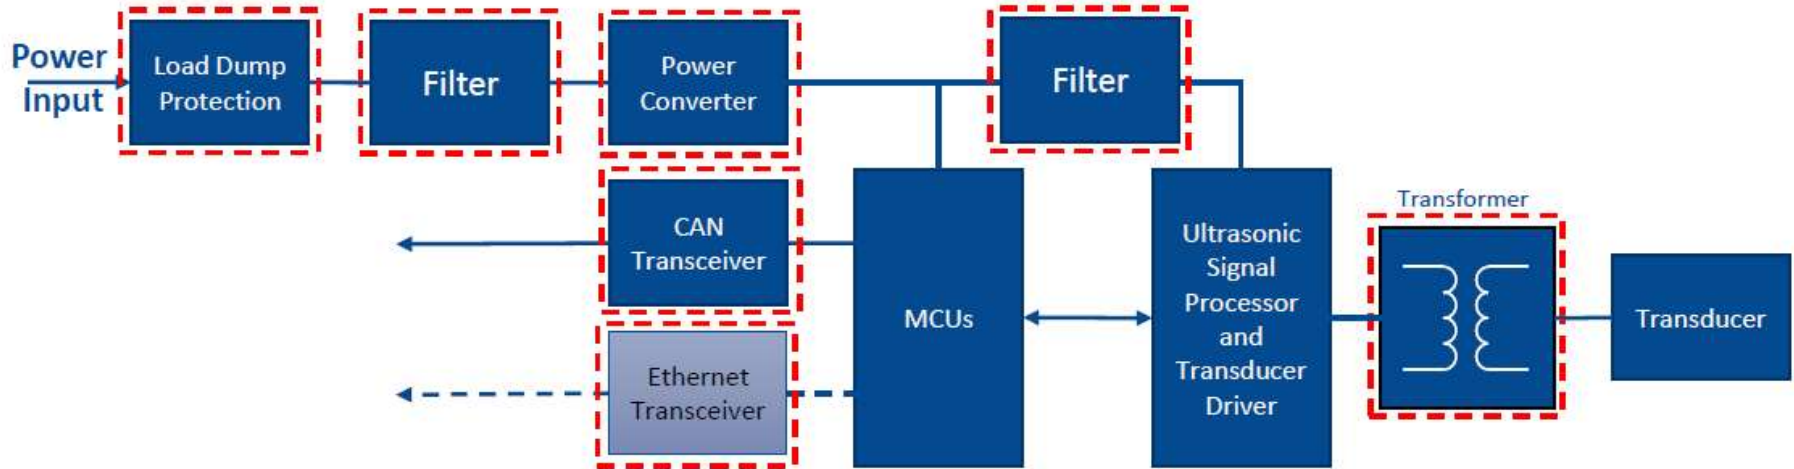 Power
Input
Load Dump
Protection
Filter
Power
Converter
Filter
CAN
Transceiver
Ethernet
Transceiver
MCUs
Ultrasonic
Signal
Processor
and
Transducer
Driver
Transformer
Transducer